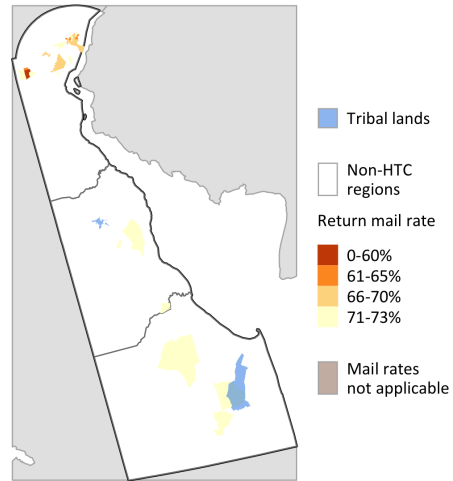 Tribal lands
Non-HTC
regions
Return mail rate
0-60%
61-65%
66-70%
71-73%
Mail rates
not applicable